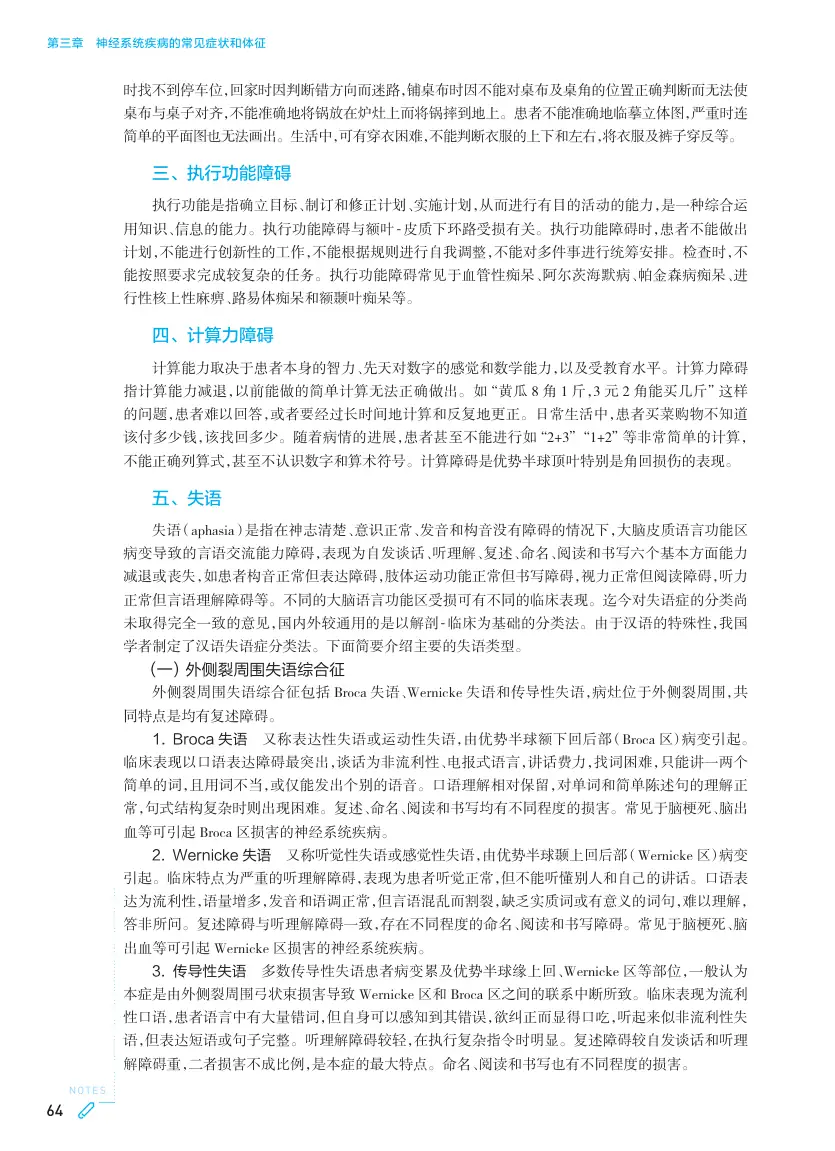 第三章　神经系统疾病的常见症状和体征
时找不到停车位,回家时因判断错方向而迷路,铺桌布时因不能对桌布及桌角的位置正确判断而无法使
桌布与桌子对齐,不能准确地将锅放在炉灶上而将锅摔到地上。患者不能准确地临摹立体图,严重时连
简单的平面图也无法画出。生活中,可有穿衣困难,不能判断衣服的上下和左右,将衣服及裤子穿反等。
三、执行功能障碍
执行功能是指确立目标、制订和修正计划、实施计划,从而进行有目的活动的能力,是一种综合运
用知识、信息的能力。执行功能障碍与额叶-皮质下环路受损有关。执行功能障碍时,患者不能做出
计划,不能进行创新性的工作,不能根据规则进行自我调整,不能对多件事进行统筹安排。检查时,不
能按照要求完成较复杂的任务。执行功能障碍常见于血管性痴呆、阿尔茨海默病、帕金森病痴呆、进
行性核上性麻痹、路易体痴呆和额颞叶痴呆等。
四、计算力障碍
计算能力取决于患者本身的智力、先天对数字的感觉和数学能力,以及受教育水平。计算力障碍
指计算能力减退,以前能做的简单计算无法正确做出。如“黄瓜 8 角 1 斤,3 元 2 角能买几斤”这样
的问题,患者难以回答,或者要经过长时间地计算和反复地更正。日常生活中,患者买菜购物不知道
该付多少钱,该找回多少。随着病情的进展,患者甚至不能进行如“2+3”“1+2”等非常简单的计算,
不能正确列算式,甚至不认识数字和算术符号。计算障碍是优势半球顶叶特别是角回损伤的表现。
五、失语
失语(aphasia)是指在神志清楚、意识正常、发音和构音没有障碍的情况下,大脑皮质语言功能区
病变导致的言语交流能力障碍,表现为自发谈话、听理解、复述、命名、阅读和书写六个基本方面能力
减退或丧失,如患者构音正常但表达障碍,肢体运动功能正常但书写障碍,视力正常但阅读障碍,听力
正常但言语理解障碍等。不同的大脑语言功能区受损可有不同的临床表现。迄今对失语症的分类尚
未取得完全一致的意见,国内外较通用的是以解剖-临床为基础的分类法。由于汉语的特殊性,我国
学者制定了汉语失语症分类法。下面简要介绍主要的失语类型。
(一) 外侧裂周围失语综合征
外侧裂周围失语综合征包括 Broca 失语、Wernicke 失语和传导性失语,病灶位于外侧裂周围,共
同特点是均有复述障碍。
1. Broca 失语　又称表达性失语或运动性失语,由优势半球额下回后部(Broca 区)病变引起。
临床表现以口语表达障碍最突出,谈话为非流利性、电报式语言,讲话费力,找词困难,只能讲一两个
简单的词,且用词不当,或仅能发出个别的语音。口语理解相对保留,对单词和简单陈述句的理解正
常,句式结构复杂时则出现困难。复述、命名、阅读和书写均有不同程度的损害。常见于脑梗死、脑出
血等可引起 Broca 区损害的神经系统疾病。
2. Wernicke 失语　又称听觉性失语或感觉性失语,由优势半球颞上回后部(Wernicke 区)病变
引起。临床特点为严重的听理解障碍,表现为患者听觉正常,但不能听懂别人和自己的讲话。口语表
达为流利性,语量增多,发音和语调正常,但言语混乱而割裂,缺乏实质词或有意义的词句,难以理解,
答非所问。复述障碍与听理解障碍一致,存在不同程度的命名、阅读和书写障碍。常见于脑梗死、脑
出血等可引起 Wernicke 区损害的神经系统疾病。
3. 传导性失语　多数传导性失语患者病变累及优势半球缘上回、Wernicke 区等部位,一般认为
本症是由外侧裂周围弓状束损害导致 Wernicke 区和 Broca 区之间的联系中断所致。临床表现为流利
性口语,患者语言中有大量错词,但自身可以感知到其错误,欲纠正而显得口吃,听起来似非流利性失
语,但表达短语或句子完整。听理解障碍较轻,在执行复杂指令时明显。复述障碍较自发谈话和听理
解障碍重,二者损害不成比例,是本症的最大特点。命名、阅读和书写也有不同程度的损害。
NOTES
64